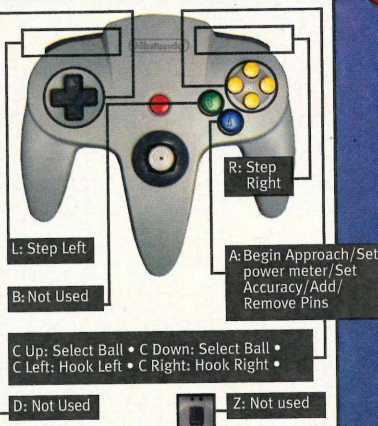 Nintendo
R: Step
Right
L: Step Left
A: Begin Approach/Set
power meter/Set
Accuracy/Add/
Remove Pins
B: Not Used
C Up: Select Ball • C Down: Select Ball •
C Left: Hook Left • C Right: Hook Right •
D: Not Used
Z: Not used